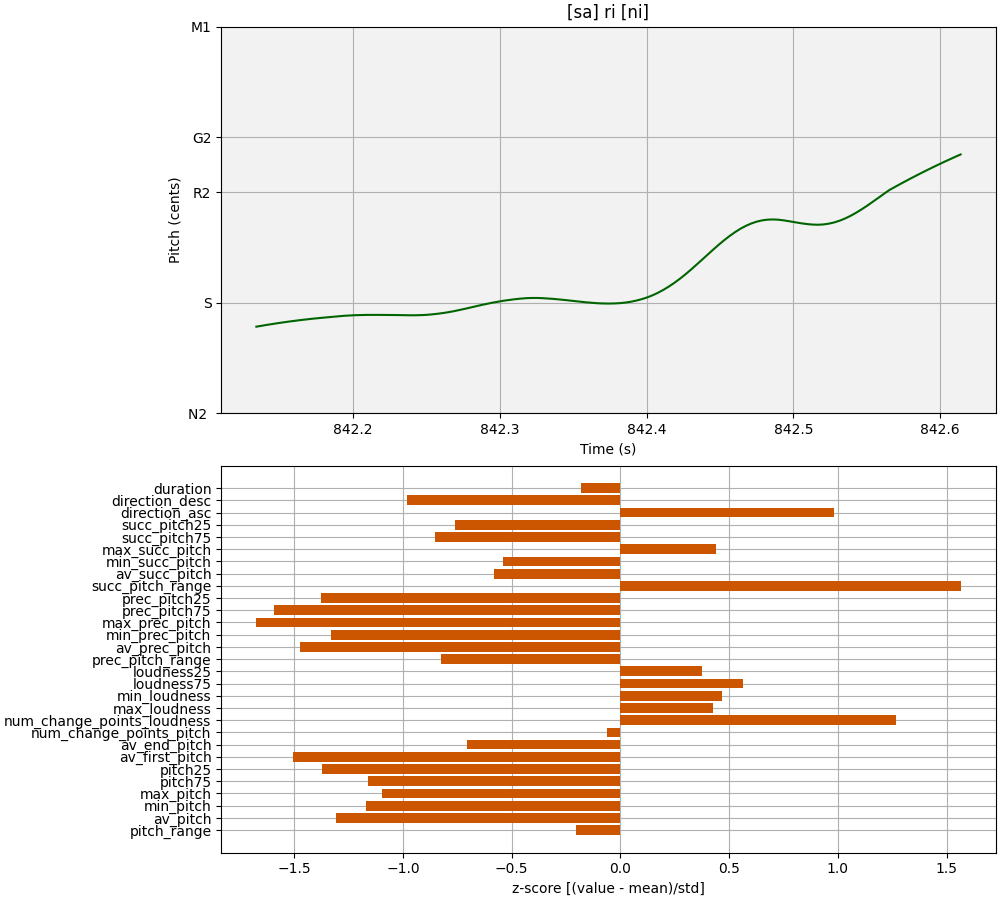 [sa] ri [ni]
M1
G2
R2
S
N2
Pitch (cents)
842.2 842.3 842.4 842.5 842.6
Time (s)
duration
direction_desc
direction_asc
succ_pitch25
succ_pitch75
max_succ_pitch
min_succ_pitch
av_succ_pitch
succ_pitch_range
prec_pitch25
prec_pitch75
max_prec_pitch
min_prec_pitch
av_prec_pitch
prec_pitch_range
loudness25
loudness75
min_loudness
max_loudness
num_change_points_loudness
num_change_points_pitch
av_end_pitch
av_first_pitch
pitch25
pitch75
max_pitch
min_pitch
av_pitch
pitch_range
−1.5 −1.0 −0.5 0.0 0.5 1.0 1.5
z-score [(value - mean)/std]